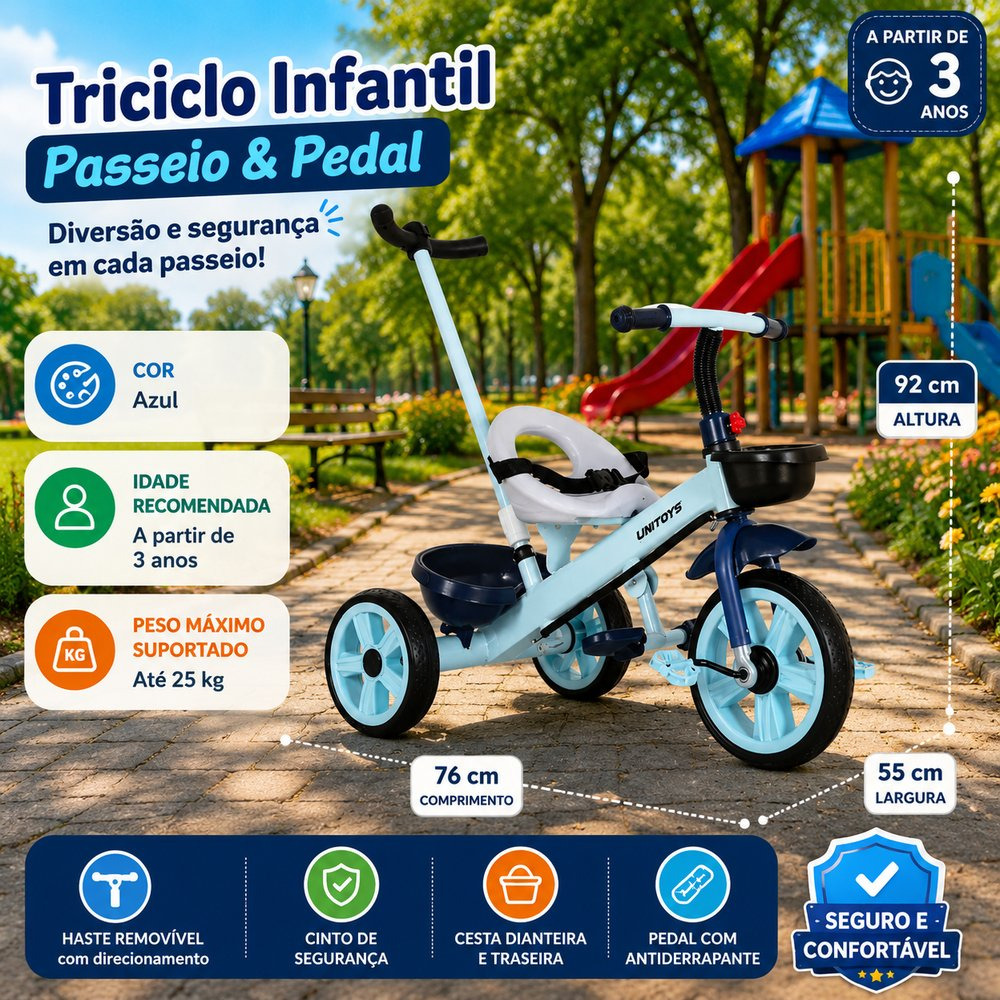 Triciclo Infantil
Passeio & Pedal
Diversão e segurança
em cada passeio!
A PARTIR DE
3
ANOS
COR
Azul
IDADE
RECOMENDADA
A partir de
3 anos
PESO MÁXIMO
SUPORTADO
KG
Até 25 kg
92 cm
ALTURA
UNITOYS
76 cm
COMPRIMENTO
55 cm
LARGURA
HASTE REMOVÍVEL
com direcionamento
CINTO DE
SEGURANÇA
CESTA DIANTEIRA
E TRASEIRA
PEDAL COM
ANTIDERRAPANTE
SEGURO E
CONFORTÁVEL